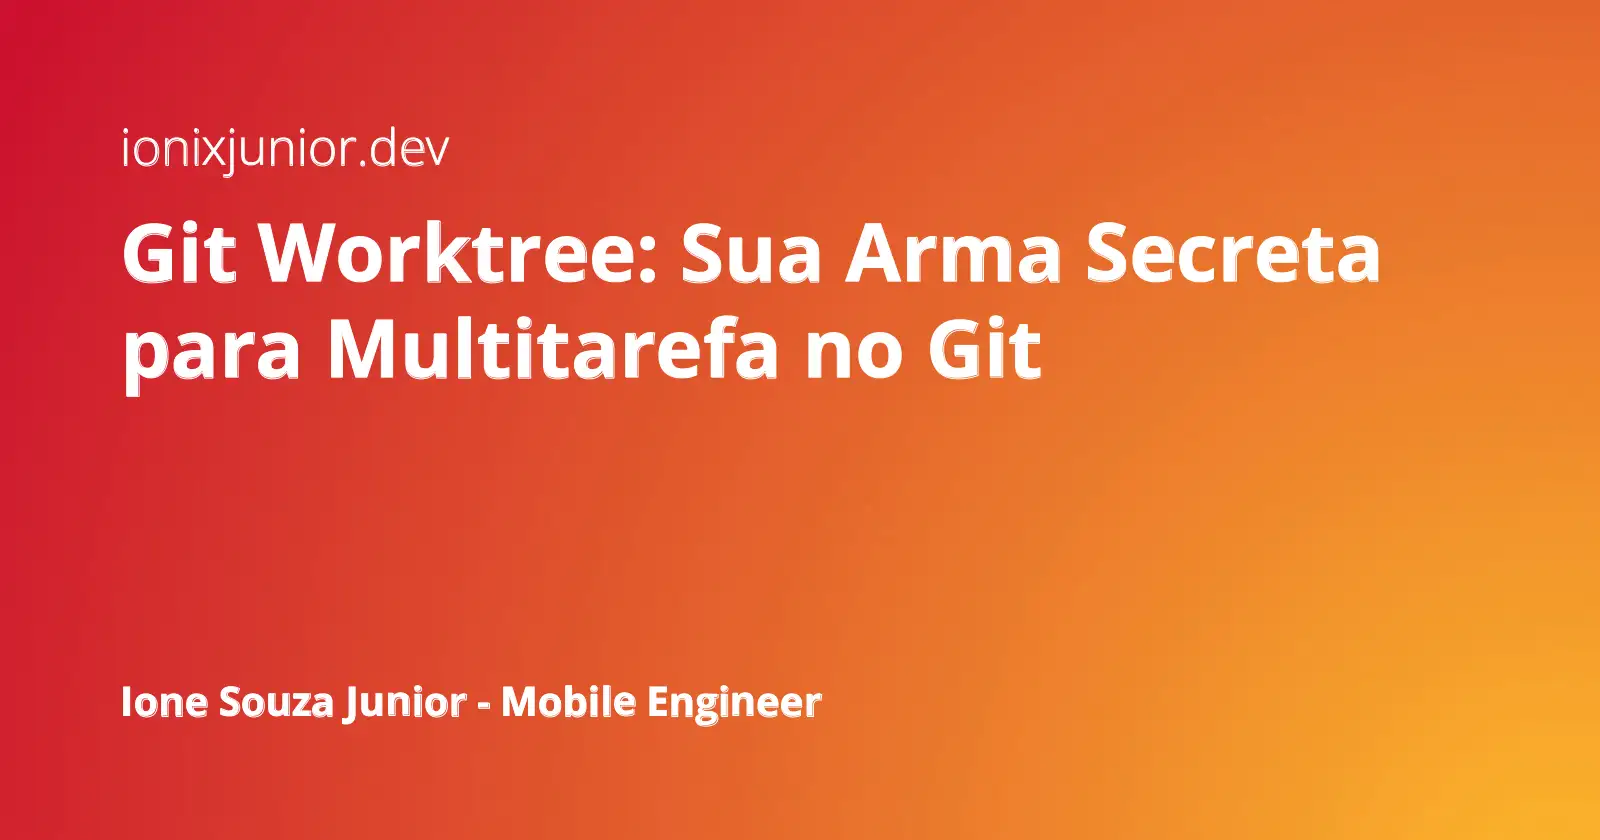 ionixjunior.dev
Git Worktree: Sua Arma Secreta
para Multitarefa no Git
Ione Souza Junior - Mobile Engineer